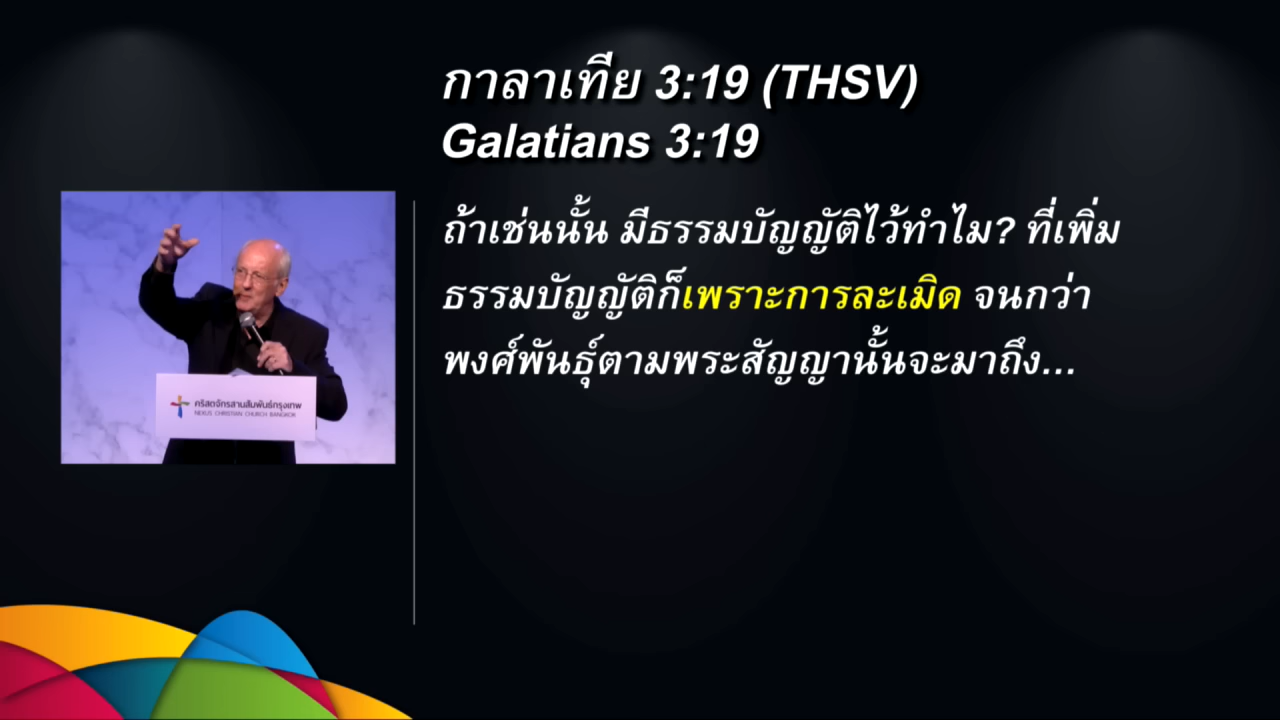 กาลาเทีย 3:19 (THSV)
Galatians 3:19
ถ้าเช่นนั้น มีธรรมบัญญัติไว้ทำไม? ที่เพิ่ม
ธรรมบัญญัติก็เพราะการละเมิด จนกว่า
พงศ์พันธุ์ตามพระสัญญานั้นจะมาถึง...
คริสตจักรสานสัมพันธ์กรุงเทพ
NEXUS CHRISTIAN CHURCH BANGKOK